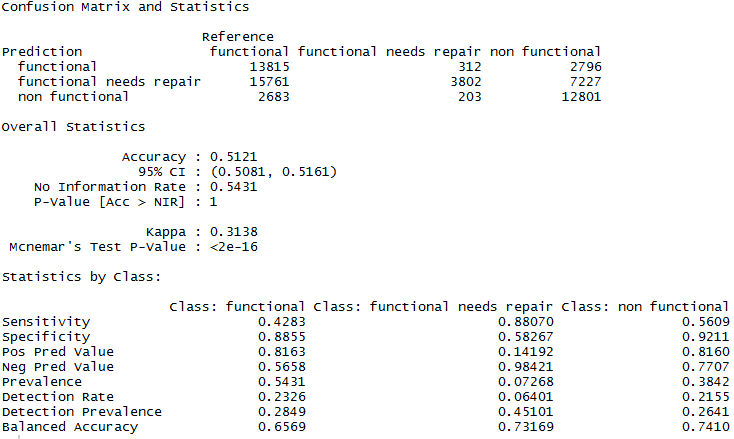 Confusion Matrix and Statistics
Reference
Prediction functional functional needs repair non functional
functional 13815 312 2796
functional needs repair 15761 3802 7227
non functional 2683 203 12801
Overall Statistics
Accuracy : 0.5121
95% CI : (0.5081, 0.5161)
No Information Rate : 0.5431
P-Value [Acc > NIR] : 1
Kappa : 0.3138
Mcnemar's Test P-Value : <2e-16
Statistics by Class:
Class: functional Class: functional needs repair Class: non functional
Sensitivity 0.4283 0.88070 0.5609
Specificity 0.8855 0.58267 0.9211
Pos Pred Value 0.8163 0.14192 0.8160
Neg Pred Value 0.5658 0.98421 0.7707
Prevalence 0.5431 0.07268 0.3842
Detection Rate 0.2326 0.06401 0.2155
Detection Prevalence 0.2849 0.45101 0.2641
Balanced Accuracy 0.6569 0.73169 0.7410